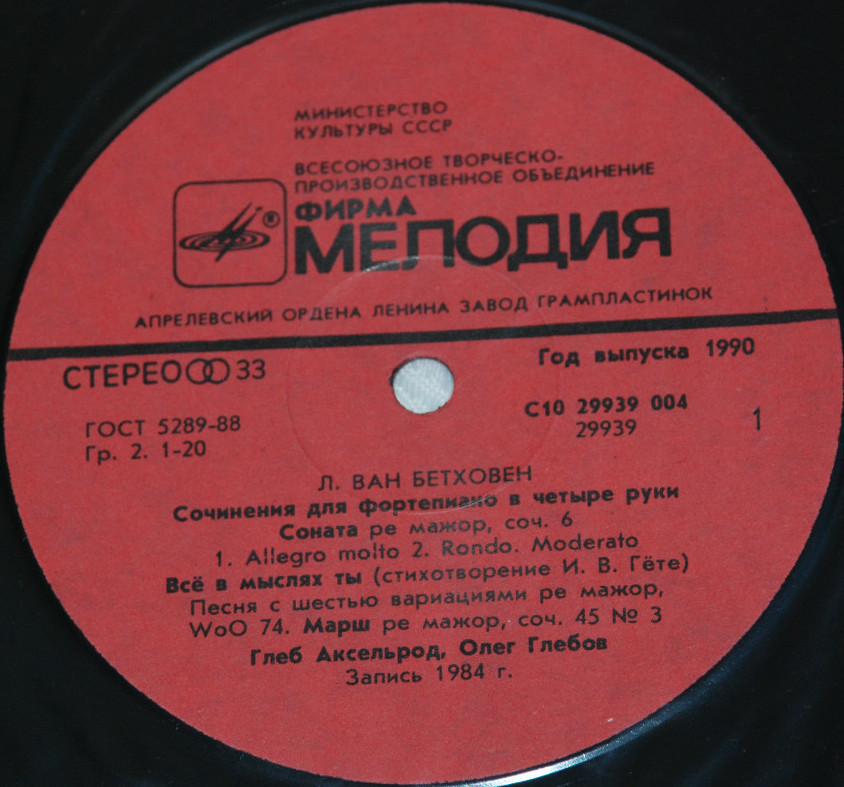 МИНИСТЕРСТВО
КУЛЬТУРЫ СССР
ВСЕСОЮЗНОЕ ТВОРЧЕСКО-
ПРОИЗВОДСТВЕННОЕ ОБЪЕДИНЕНИЕ
ФИРМА
®
МЕЛОДИЯ
АПРЕЛЕВСКИЙ ОРДЕНА ЛЕНИНА ЗАВОД ГРАМПЛАСТИНОК
СТЕРЕО 33
Год выпуска 1990
ГОСТ 5289-88
Гр. 2. 1-20
С10 29939 004
29939
1
Л. ВАН БЕТХОВЕН
Сочинения для фортепиано в четыре руки
Соната ре мажор, соч. 6
1. Allegro molto 2. Rondo. Moderato
Всё в мыслях ты (стихотворение И. В. Гёте)
Песня с шестью вариациями ре мажор,
WoO 74. Марш ре мажор, соч. 45 № 3
Глеб Аксельрод, Олег Глебов
Запись 1984 г.